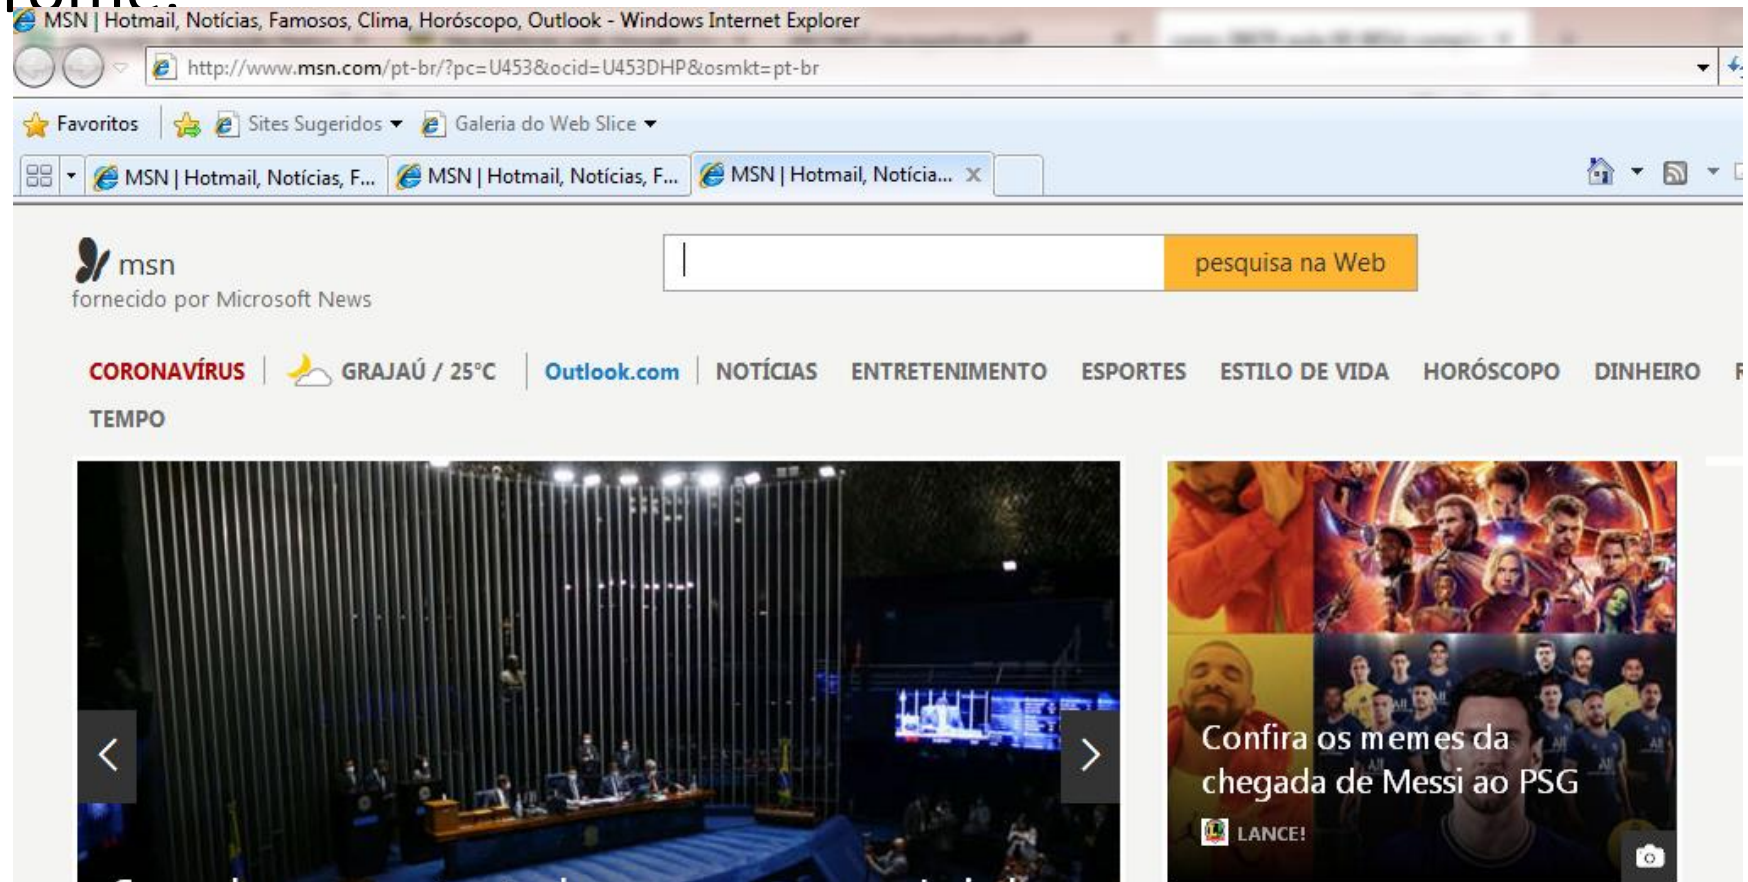 MSN | Hotmail, Notícias, Famosos, Clima, Horóscopo, Outlook - Windows Internet Explorer
http://www.msn.com/pt-br/?pc=U453&ocid=U453DHP&osmkt=pt-br
Favoritos Sites Sugeridos Galeria do Web Slice
MSN | Hotmail, Notícias, F... MSN | Hotmail, Notícias, F... MSN | Hotmail, Notícia... x
msn pesquisa na Web
fornecido por Microsoft News
CORONAVÍRUS GRAJAÚ / 25°C Outlook.com NOTÍCIAS ENTRETENIMENTO ESPORTES ESTILO DE VIDA HORÓSCOPO DINHEIRO
TEMPO
Confira os memes da
chegada de Messi ao PSG
LANCE!